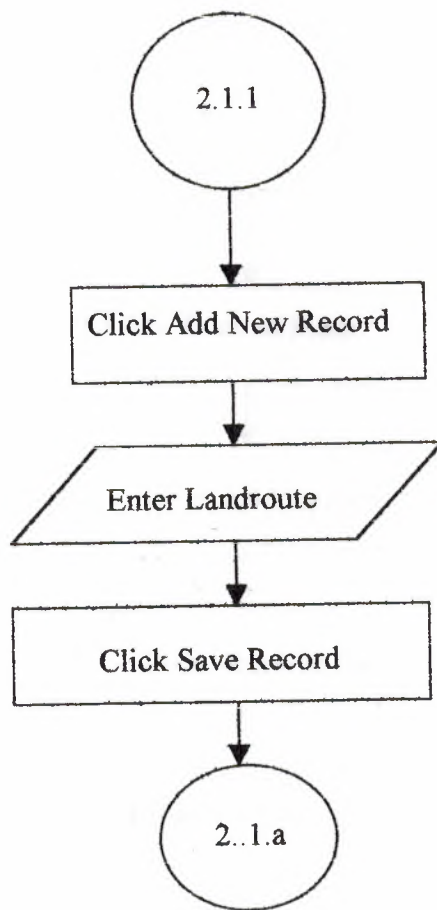 2.1.1
Click Add New Record
Enter Landroute
Click Save Record
2..1.a